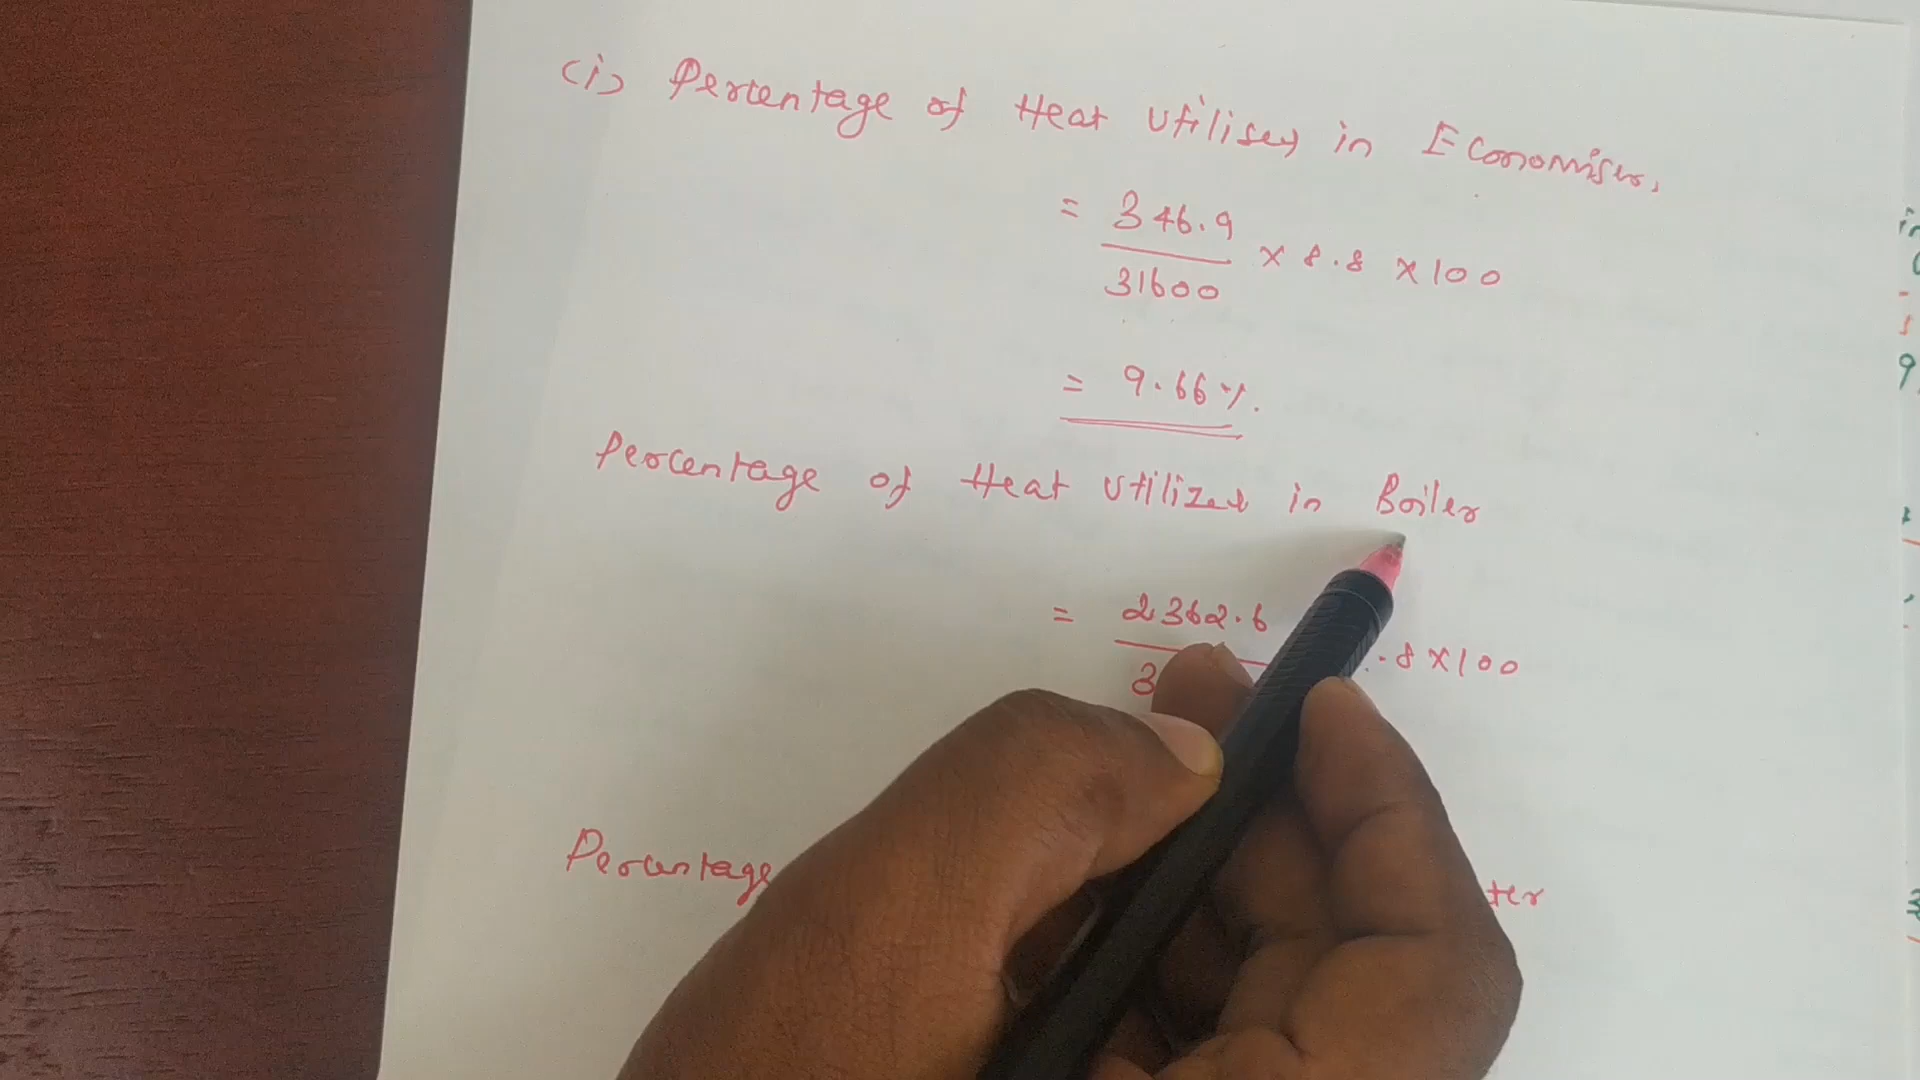 (i) Percentage of Heat Utilised in Economiser,
= 346.9 / 31600 × 8.8 × 100
= 9.66 %.
Percentage of Heat Utilized in Boiler
= 2362.6 / 3 .8 × 100
Percentage ter